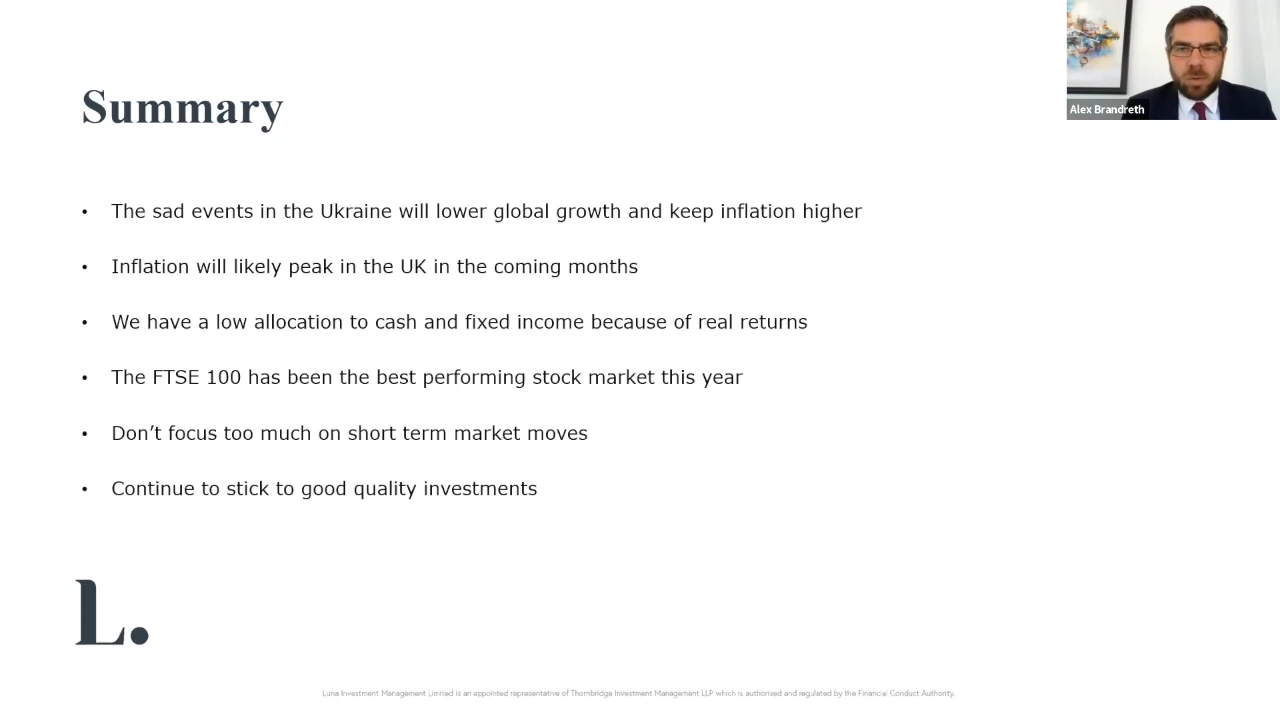 Summary
Alex Brandreth
• The sad events in the Ukraine will lower global growth and keep inflation higher
• Inflation will likely peak in the UK in the coming months
• We have a low allocation to cash and fixed income because of real returns
• The FTSE 100 has been the best performing stock market this year
• Don’t focus too much on short term market moves
• Continue to stick to good quality investments
L.
Luna Investment Management Limited is an appointed representative of Thornbridge Investment Management LLP which is authorised and regulated by the Financial Conduct Authority.